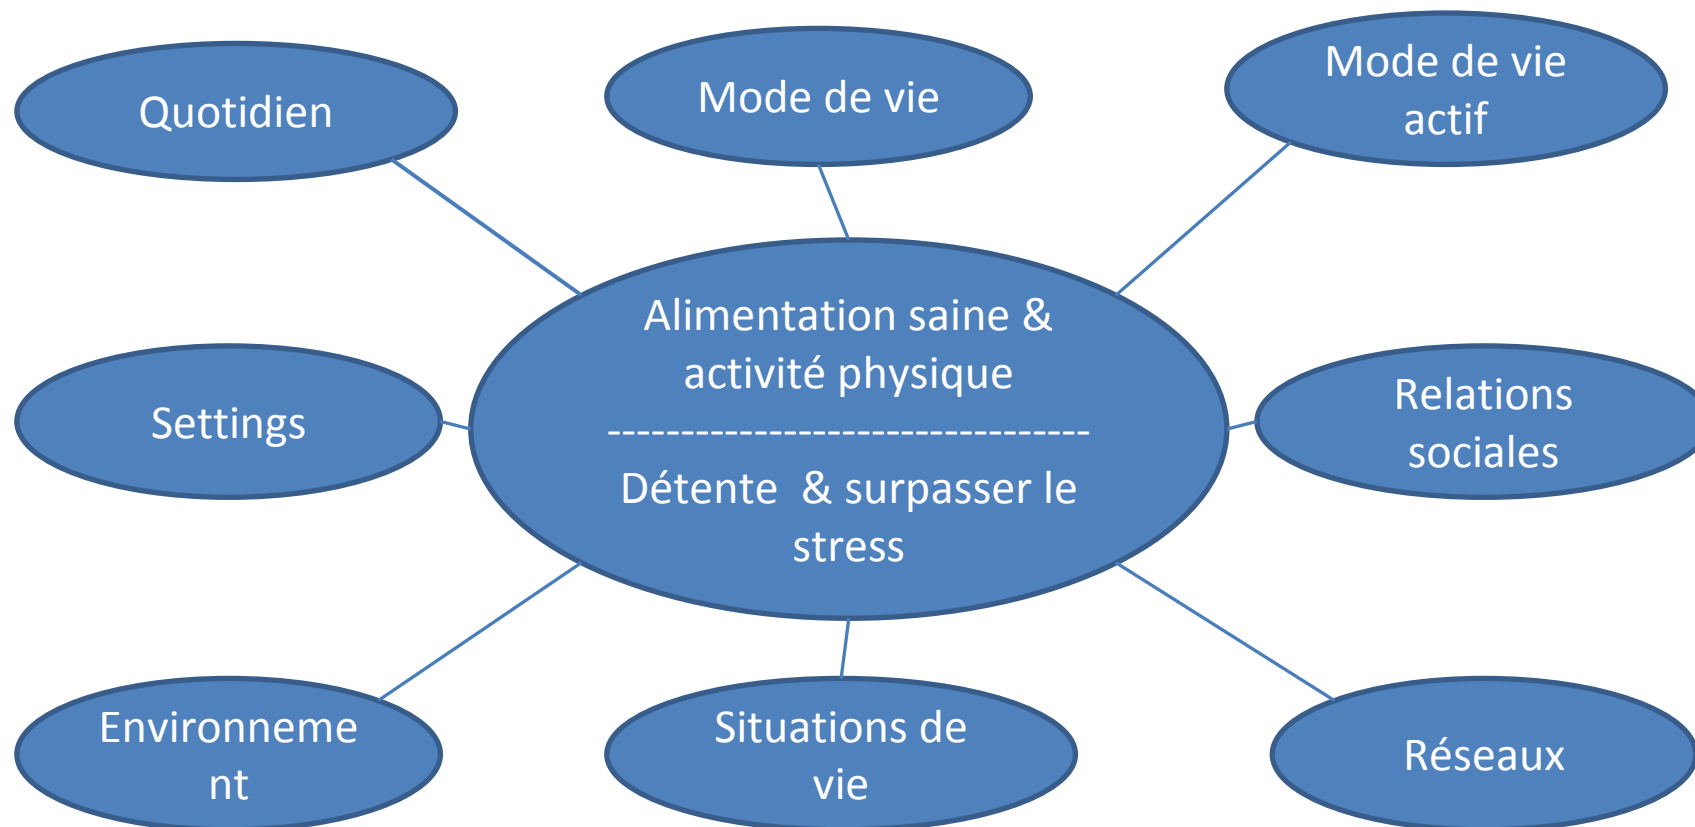 Quotidien
Mode de vie
Mode de vie
actif
Alimentation saine &
activité physique
---------------------------------
Détente  & surpasser le
stress
Settings
Relations
sociales
Environneme
nt
Situations de
vie
Réseaux